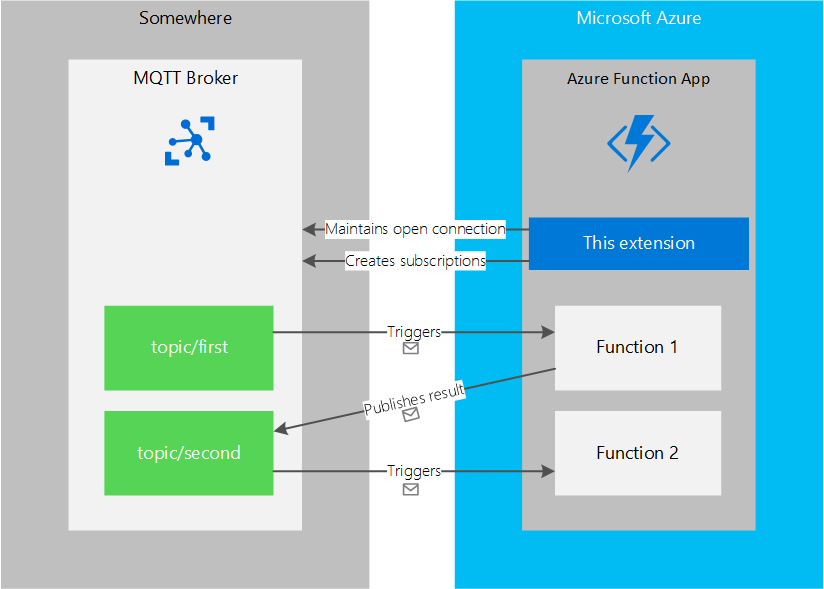 Somewhere
Microsoft Azure
MQTT Broker
Azure Function App
Maintains open connection
This extension
Creates subscriptions
topic/first
Triggers
Function 1
Publishes result
topic/second
Triggers
Function 2